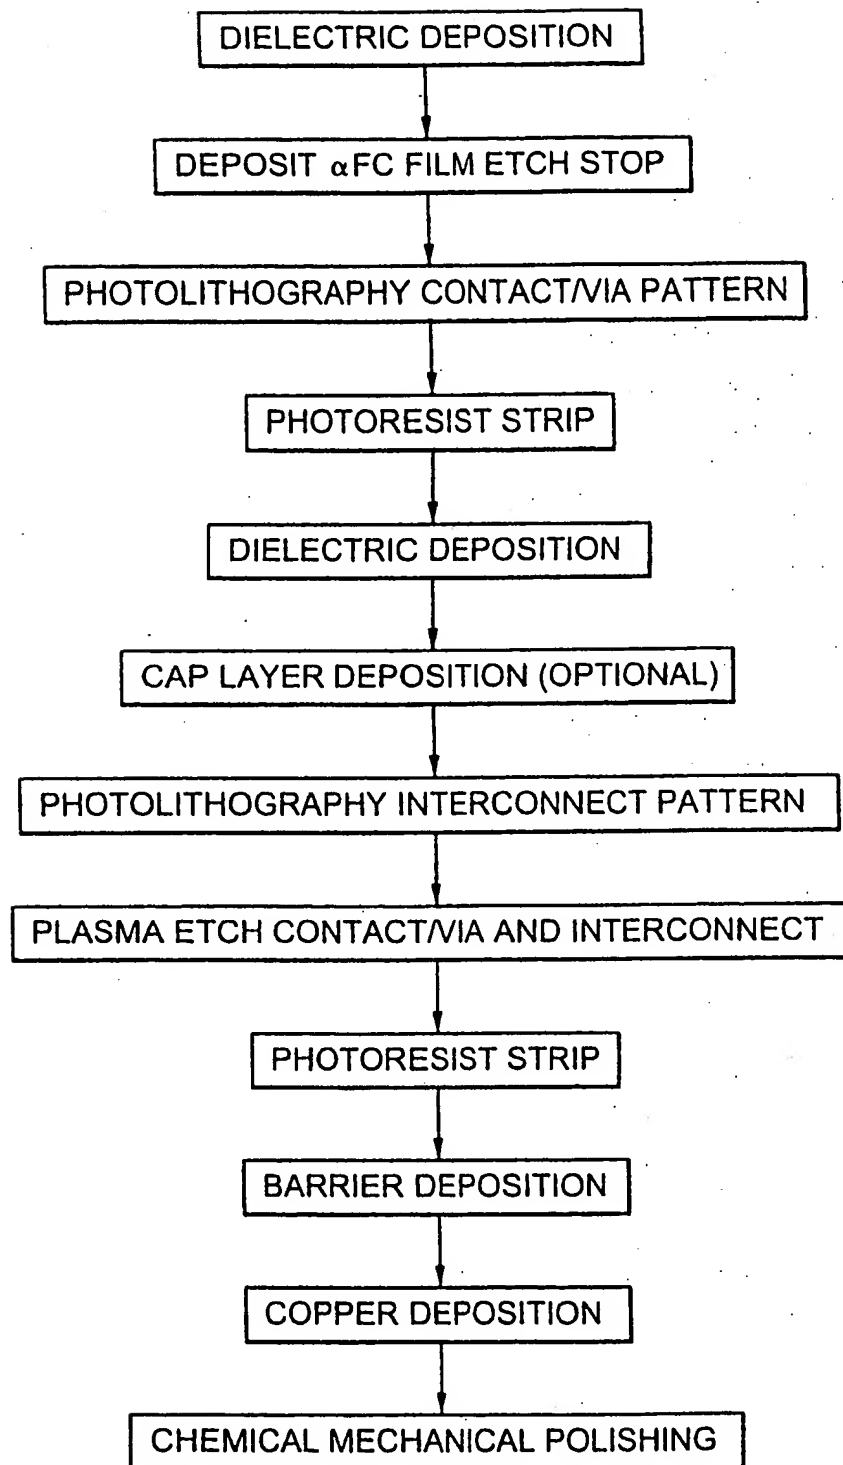 DIELECTRIC DEPOSITION
DEPOSIT αFC FILM ETCH STOP
PHOTOLITHOGRAPHY CONTACT/VIA PATTERN
PHOTORESIST STRIP
DIELECTRIC DEPOSITION
CAP LAYER DEPOSITION (OPTIONAL)
PHOTOLITHOGRAPHY INTERCONNECT PATTERN
PLASMA ETCH CONTACT/VIA AND INTERCONNECT
PHOTORESIST STRIP
BARRIER DEPOSITION
COPPER DEPOSITION
CHEMICAL MECHANICAL POLISHING